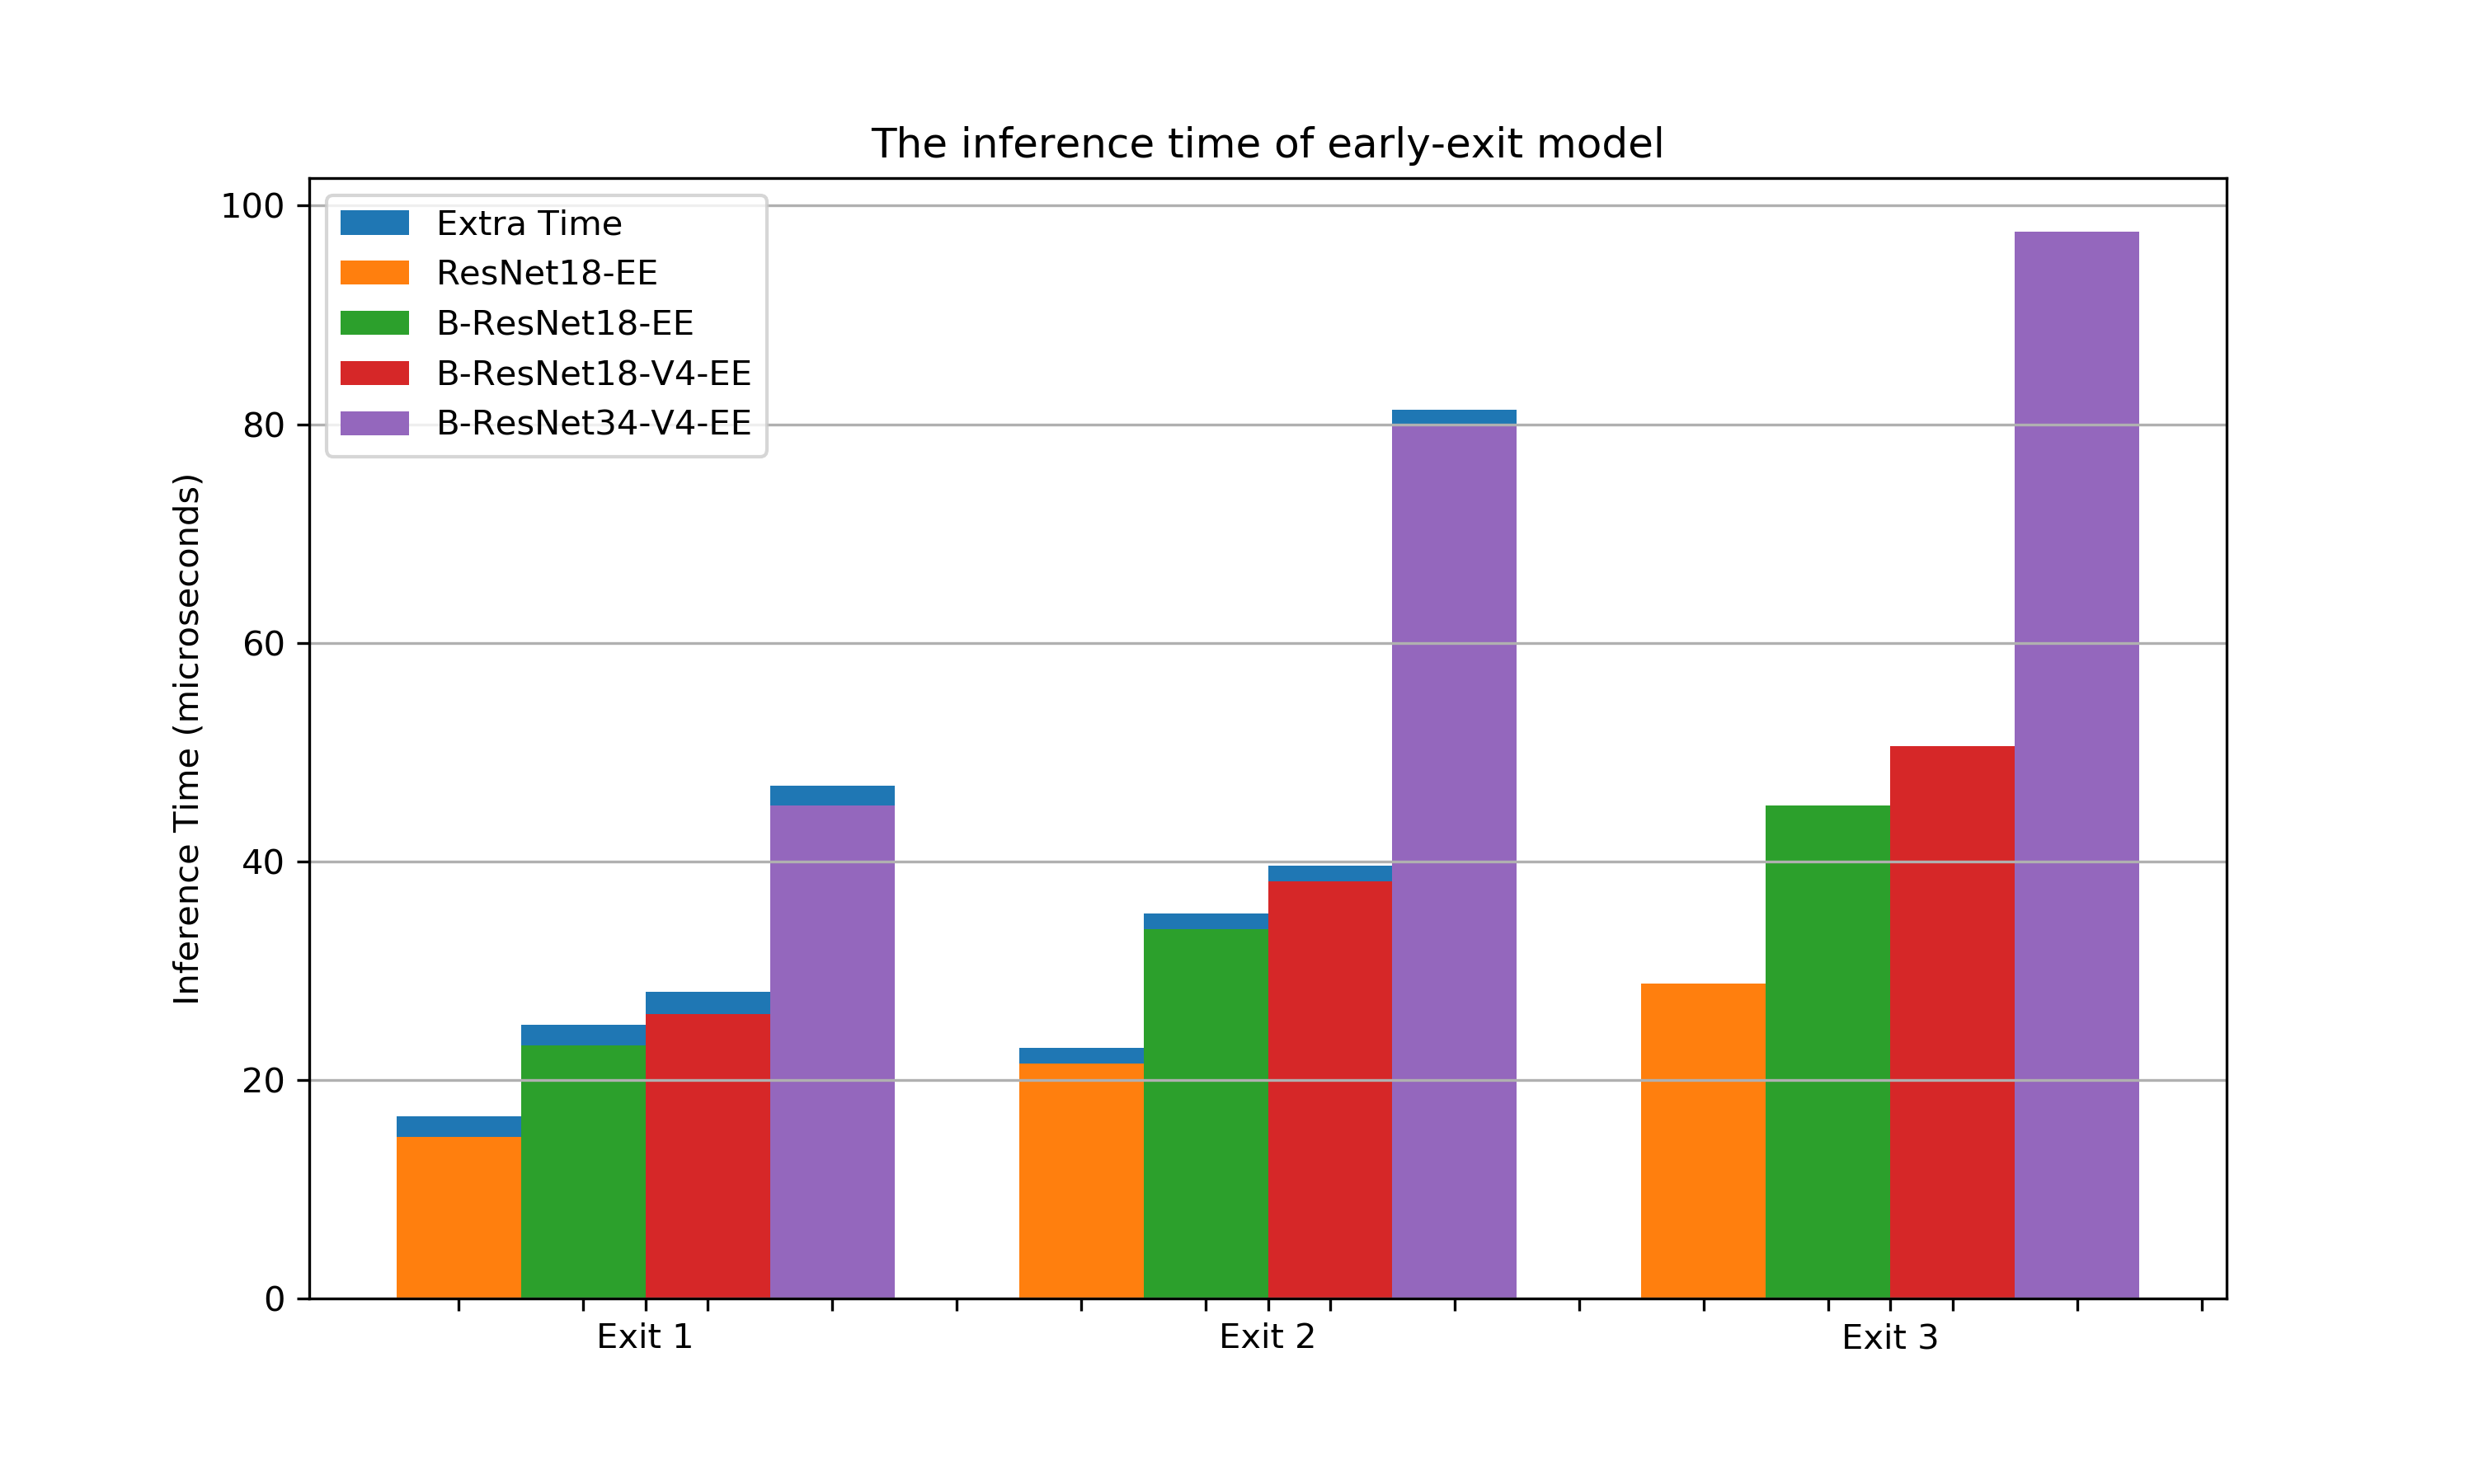 The inference time of early-exit model
Extra Time
ResNet18-EE
B-ResNet18-EE
B-ResNet18-V4-EE
B-ResNet34-V4-EE
Inference Time (microseconds)
100
80
60
40
20
0
Exit 1
Exit 2
Exit 3